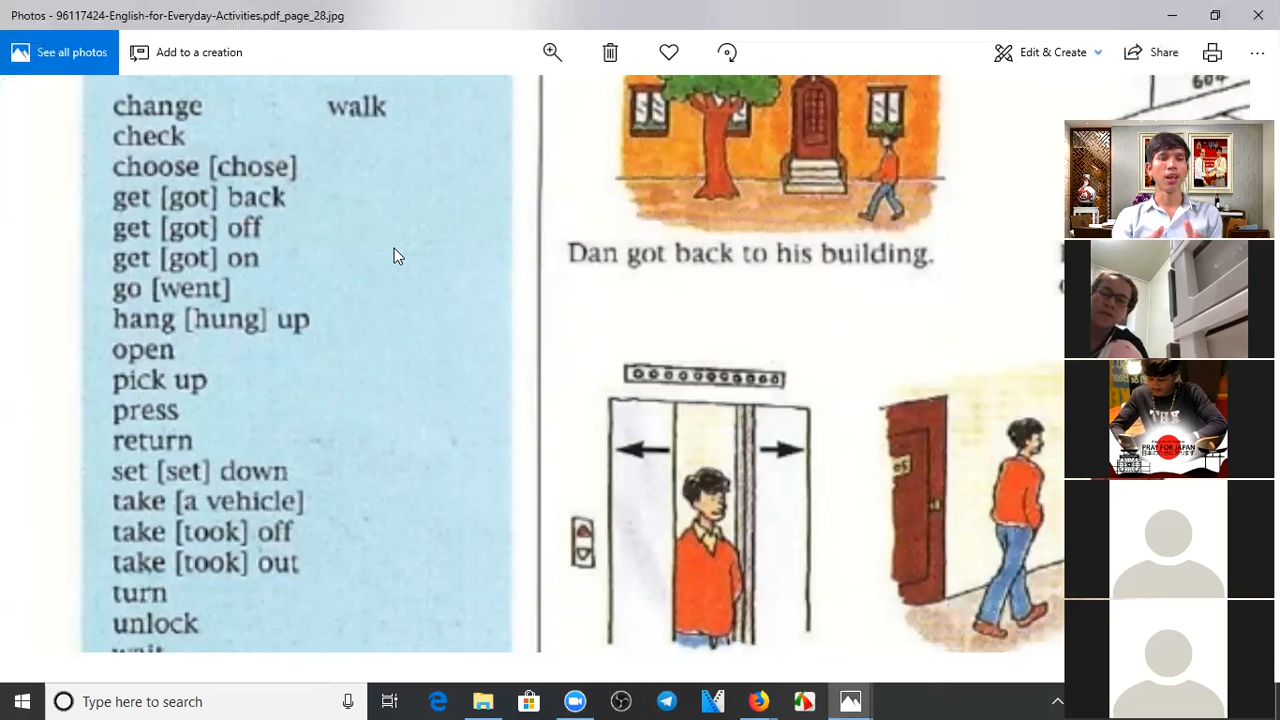 Photos - 96117424-English-for-Everyday-Activities.pdf_page_28.jpg
See all photos
Add to a creation
Edit & Create
Share
change
walk
check
choose [chose]
get [got] back
get [got] off
get [got] on
go [went]
hang [hung] up
open
pick up
press
return
set [set] down
take [a vehicle]
take [took] off
take [took] out
turn
unlock
wait
604
Dan got back to his building.
05
PRAY FOR JAPAN
Type here to search